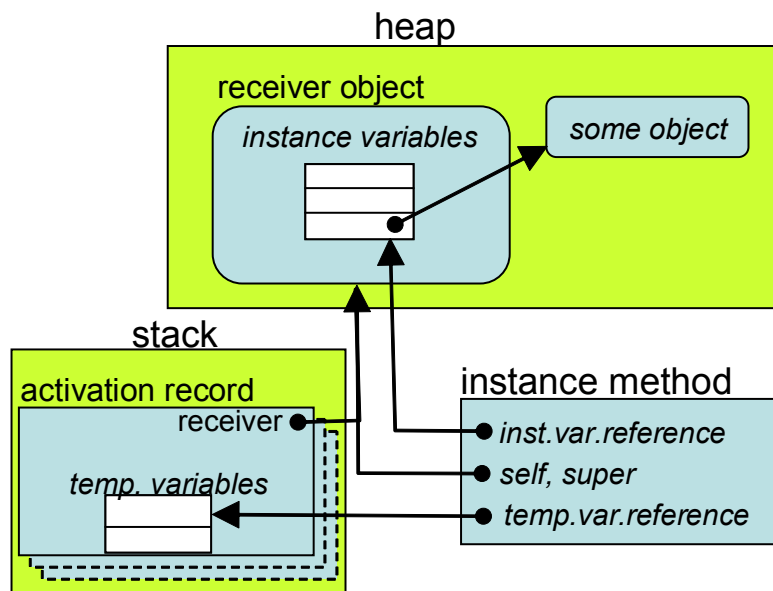 heap
receiver object
instance variables
some object
stack
activation record
receiver
temp. variables
instance method
inst.var.reference
self, super
temp.var.reference